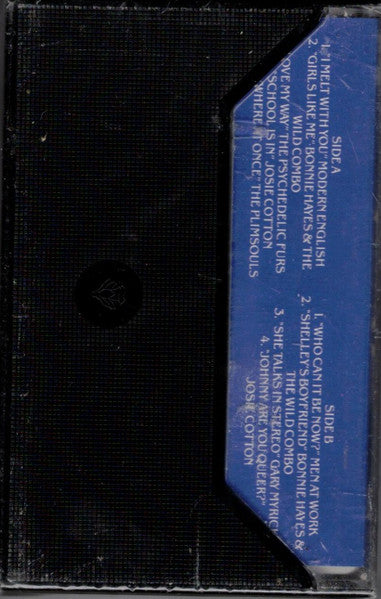 SIDE A
1. "I MELT WITH YOU" MODERN ENGLISH
2. "GIRLS LIKE ME" BONNIE HAYES & THE
WILD COMBO
OVE MY WAY" THE PSYCHEDELIC FURS
SCHOOL IS IN" JOSIE COTTON
WHERE AT ONCE" THE PLIMSOULS
SIDE B
1. "WHO CAN IT BE NOW?" MEN AT WORK
2. "SHELLEY'S BOYFRIEND" BONNIE HAYES &
THE WILD COMBO
3. "SHE TALKS IN STEREO" GARY MYRIC
4. "JOHNNY ARE YOU QUEER?"
JOSIE COTTON